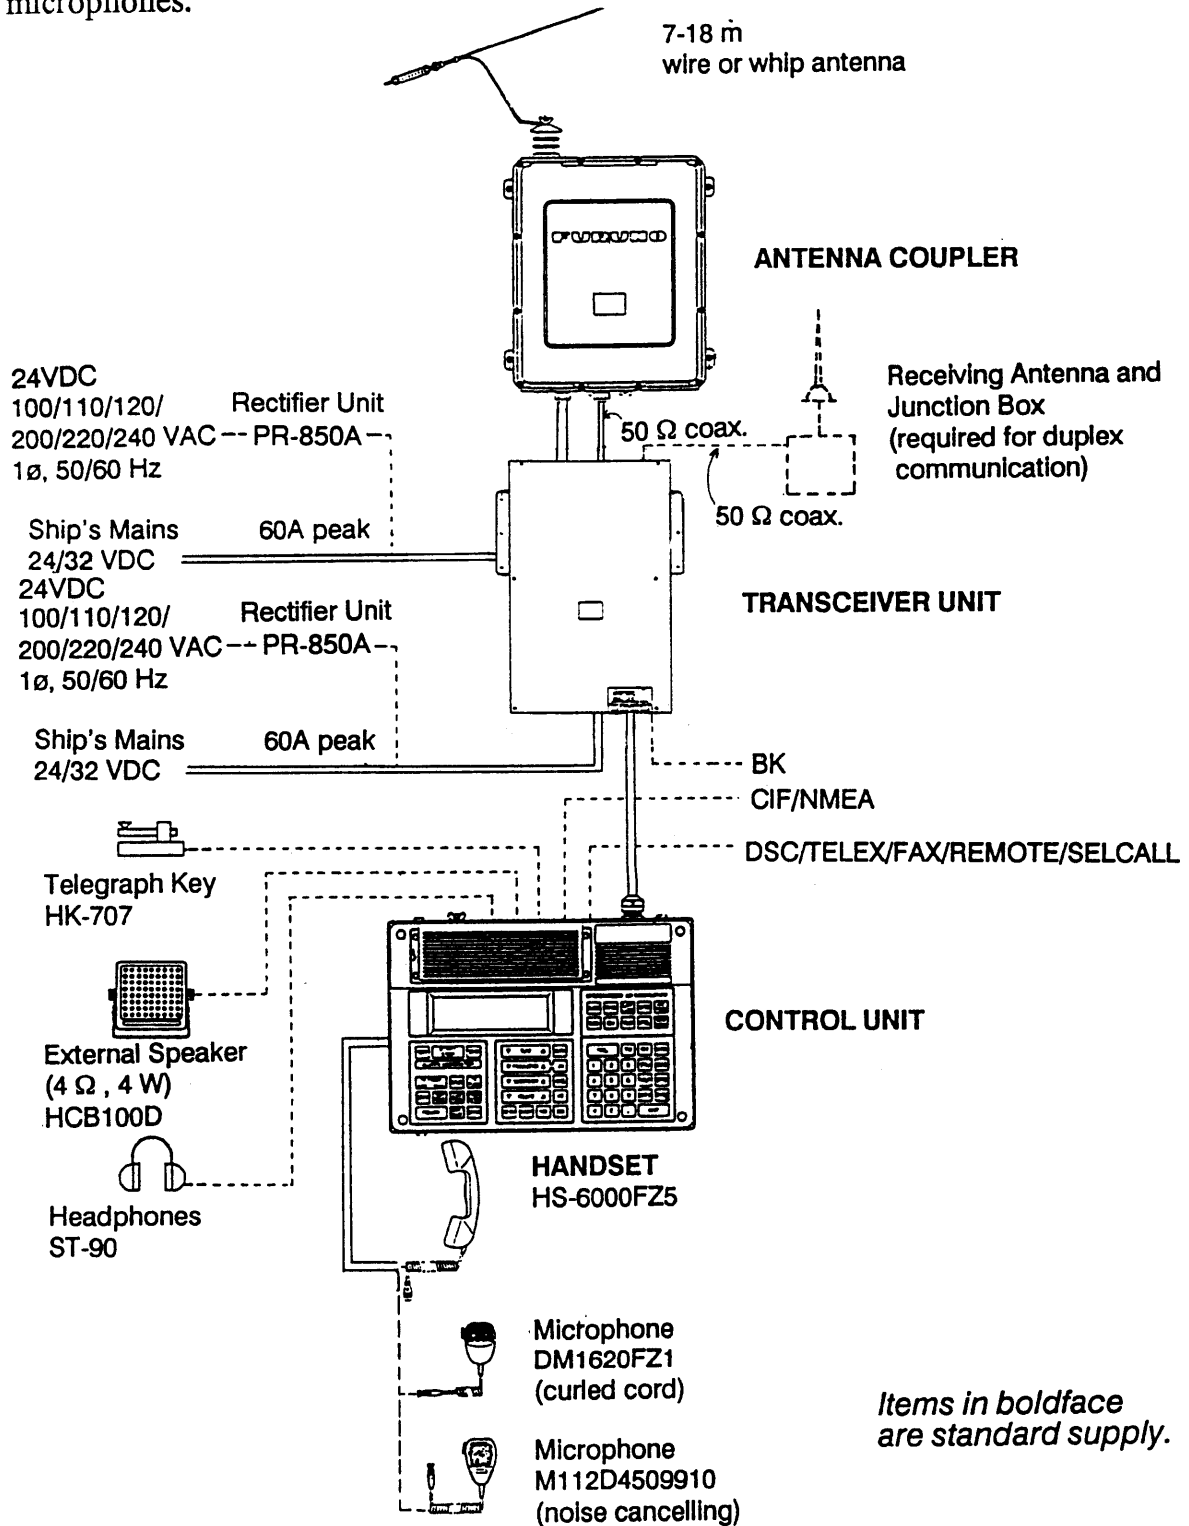 microphones.
7-18 m
wire or whip antenna
FURUNO
ANTENNA COUPLER
24VDC
100/110/120/ Rectifier Unit
200/220/240 VAC PR-850A
1ø, 50/60 Hz
50 Ω coax.
Receiving Antenna and
Junction Box
(required for duplex
communication)
50 Ω coax.
Ship's Mains 60A peak
24/32 VDC
24VDC
100/110/120/ Rectifier Unit
200/220/240 VAC PR-850A
1ø, 50/60 Hz
TRANSCEIVER UNIT
Ship's Mains 60A peak
24/32 VDC
BK
CIF/NMEA
DSC/TELEX/FAX/REMOTE/SELCALL
Telegraph Key
HK-707
CONTROL UNIT
External Speaker
(4 Ω , 4 W)
HCB100D
HANDSET
HS-6000FZ5
Headphones
ST-90
Microphone
DM1620FZ1
(curled cord)
Items in boldface
are standard supply.
Microphone
M112D4509910
(noise cancelling)